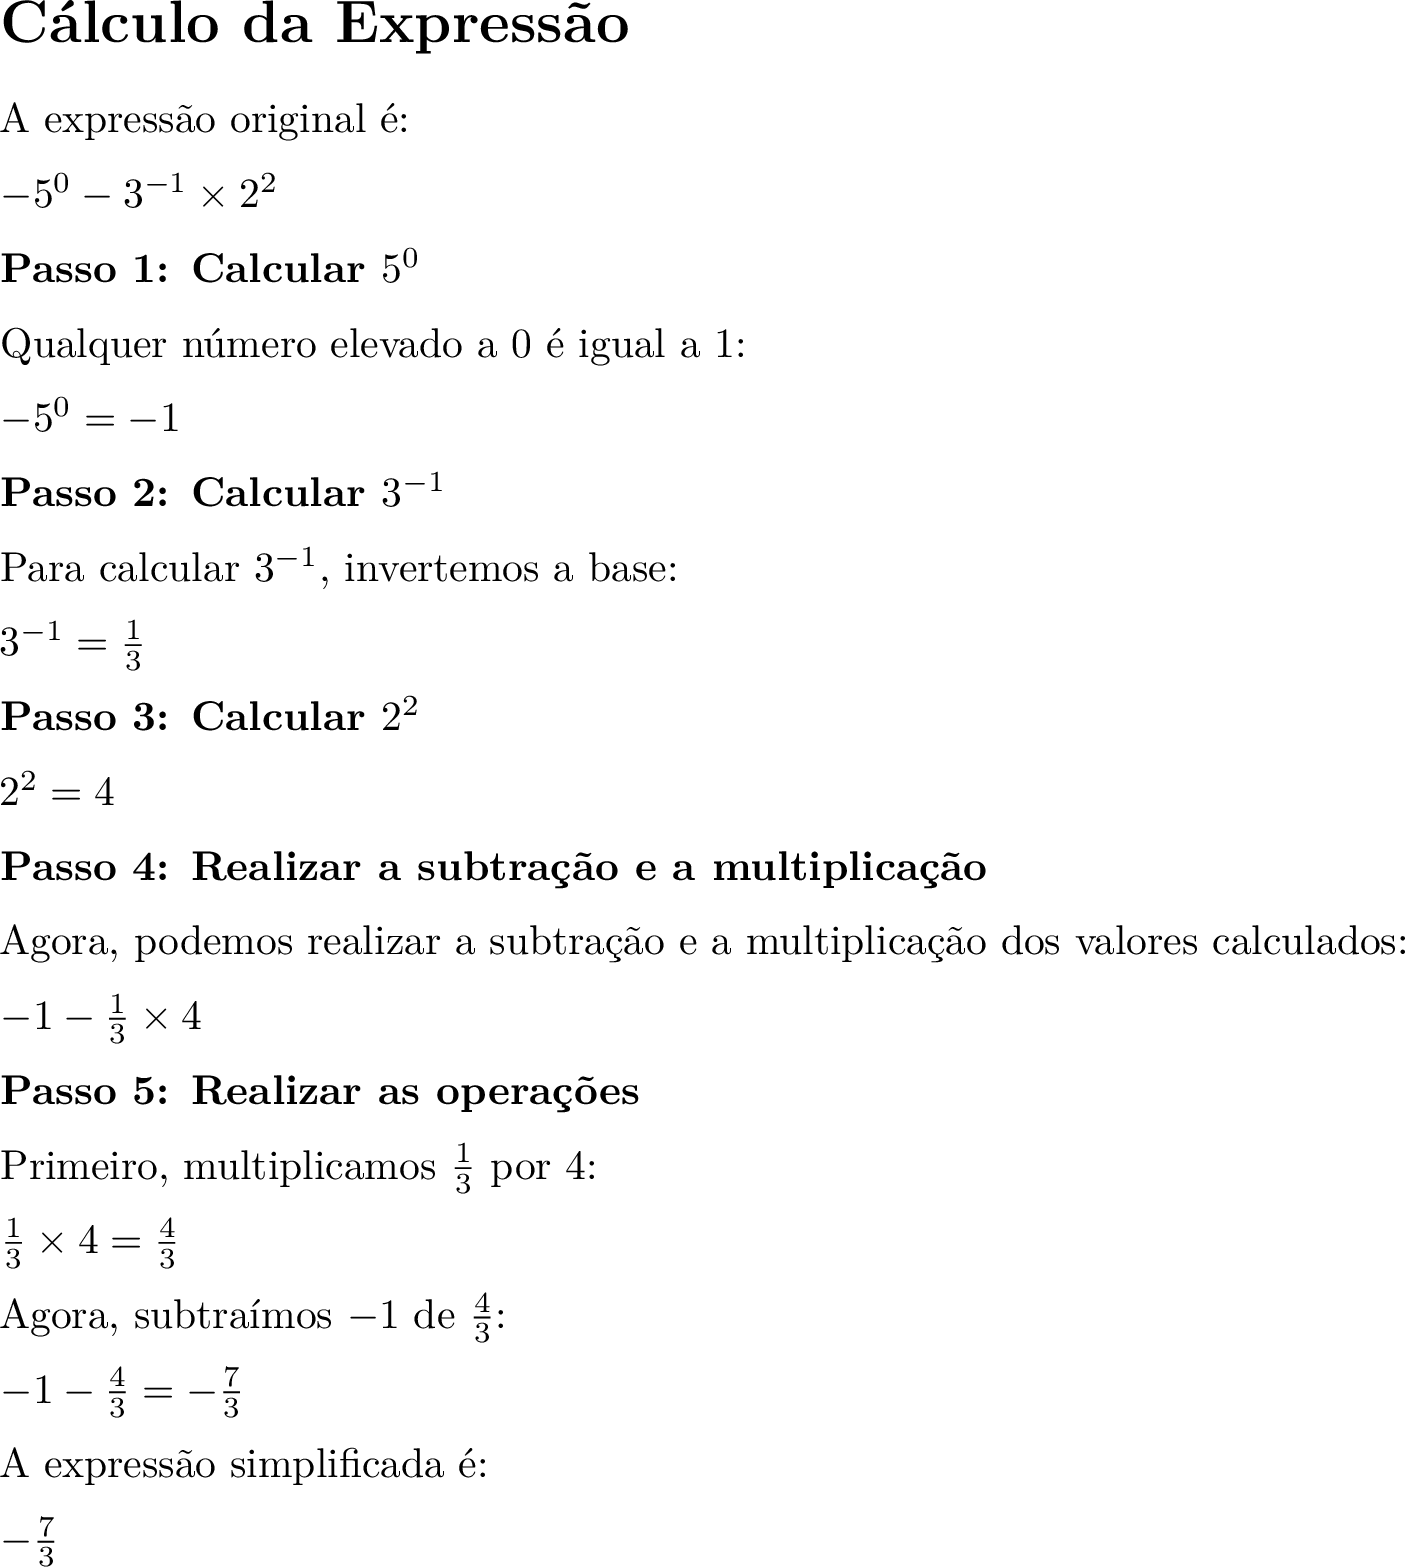 Cálculo da Expressão
A expressão original é:
$-5^0 - 3^{-1} \times 2^2$
Passo 1: Calcular $5^0$
Qualquer número elevado a 0 é igual a 1:
$-5^0 = -1$
Passo 2: Calcular $3^{-1}$
Para calcular $3^{-1}$, invertemos a base:
$3^{-1} = \frac{1}{3}$
Passo 3: Calcular $2^2$
$2^2 = 4$
Passo 4: Realizar a subtração e a multiplicação
Agora, podemos realizar a subtração e a multiplicação dos valores calculados:
$-1 - \frac{1}{3} \times 4$
Passo 5: Realizar as operações
Primeiro, multiplicamos $\frac{1}{3}$ por 4:
$\frac{1}{3} \times 4 = \frac{4}{3}$
Agora, subtraímos $-1$ de $\frac{4}{3}$:
$-1 - \frac{4}{3} = -\frac{7}{3}$
A expressão simplificada é:
$-\frac{7}{3}$